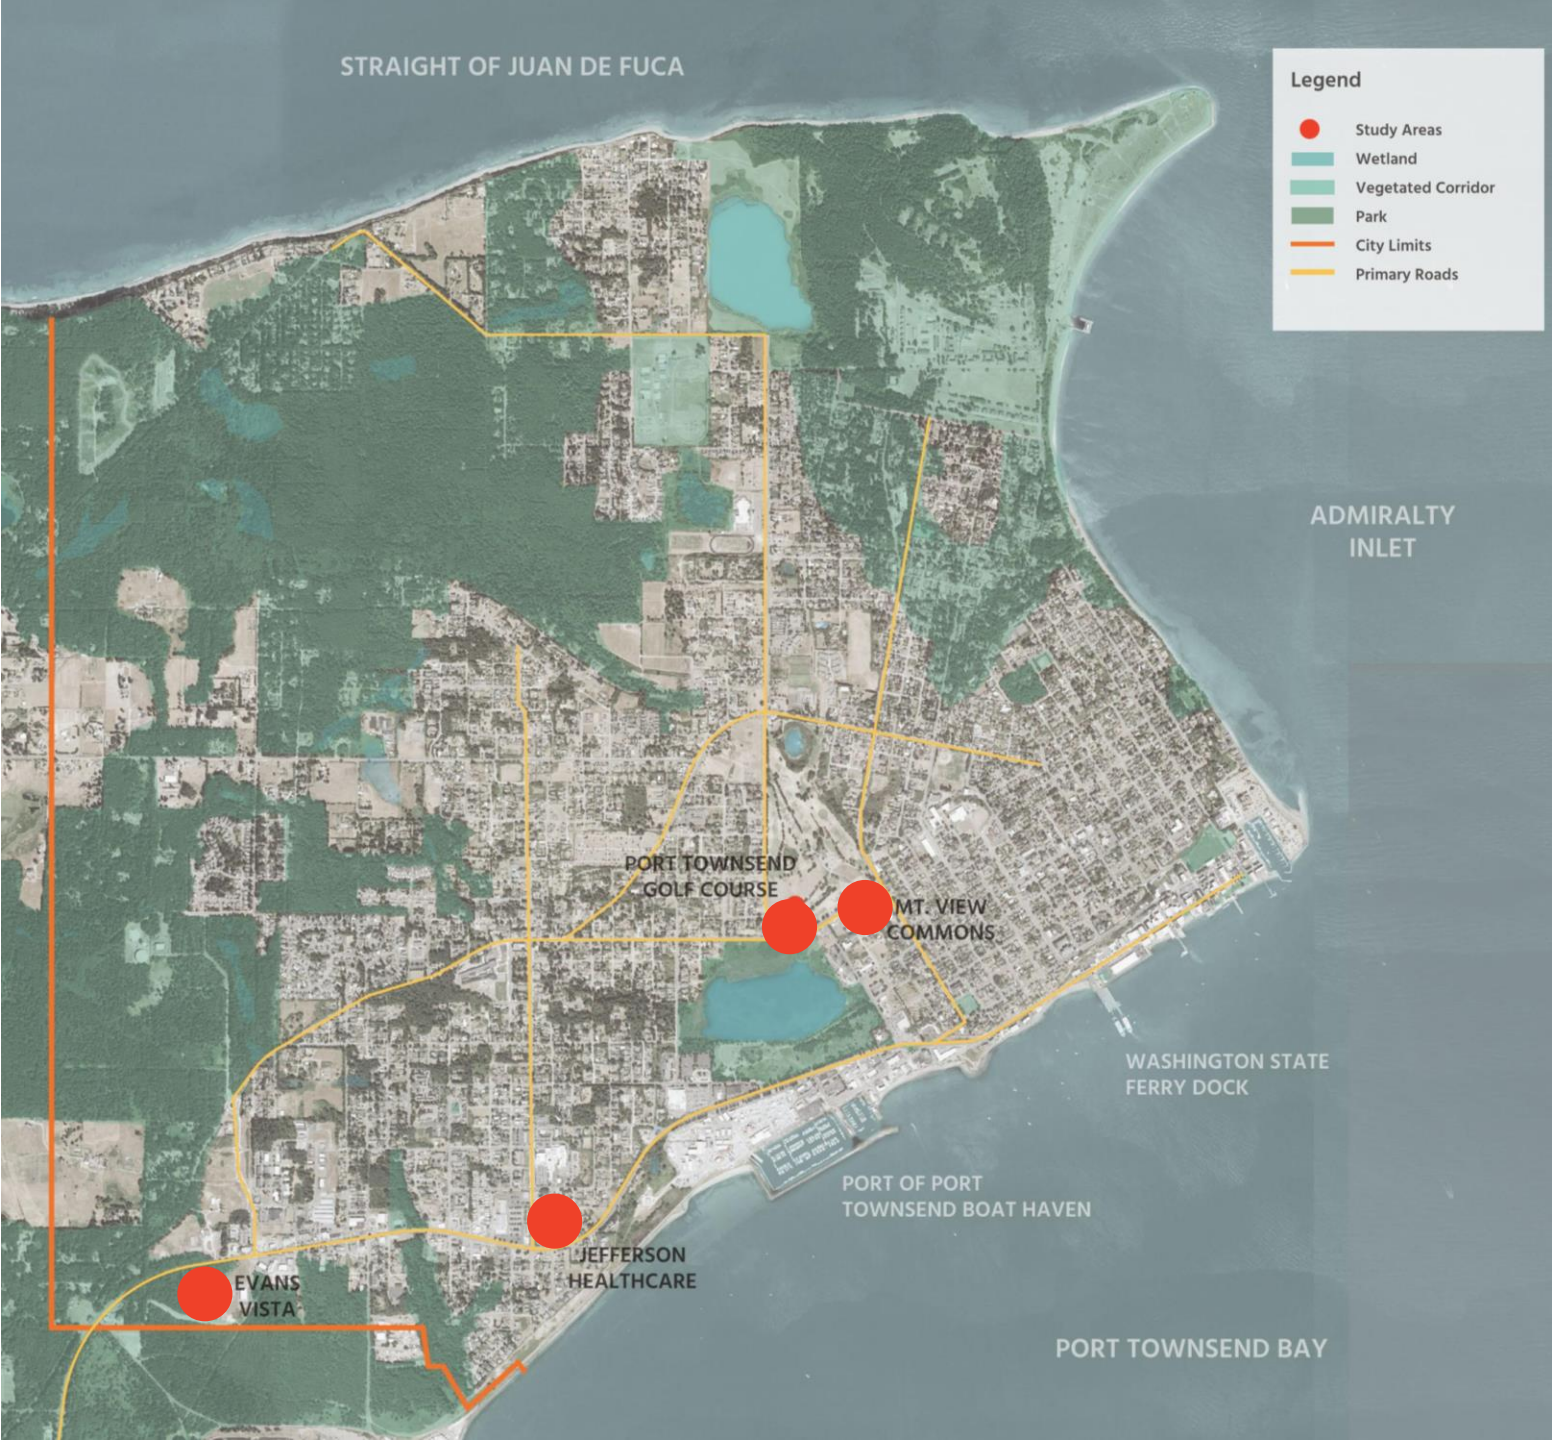 STRAIGHT OF JUAN DE FUCA
Legend
Study Areas
Wetland
Vegetated Corridor
Park
City Limits
Primary Roads
ADMIRALTY
INLET
PORT TOWNSEND
GOLF COURSE
MT. VIEW
COMMONS
WASHINGTON STATE
FERRY DOCK
PORT OF PORT
TOWNSEND BOAT HAVEN
JEFFERSON
HEALTHCARE
EVANS
VISTA
PORT TOWNSEND BAY